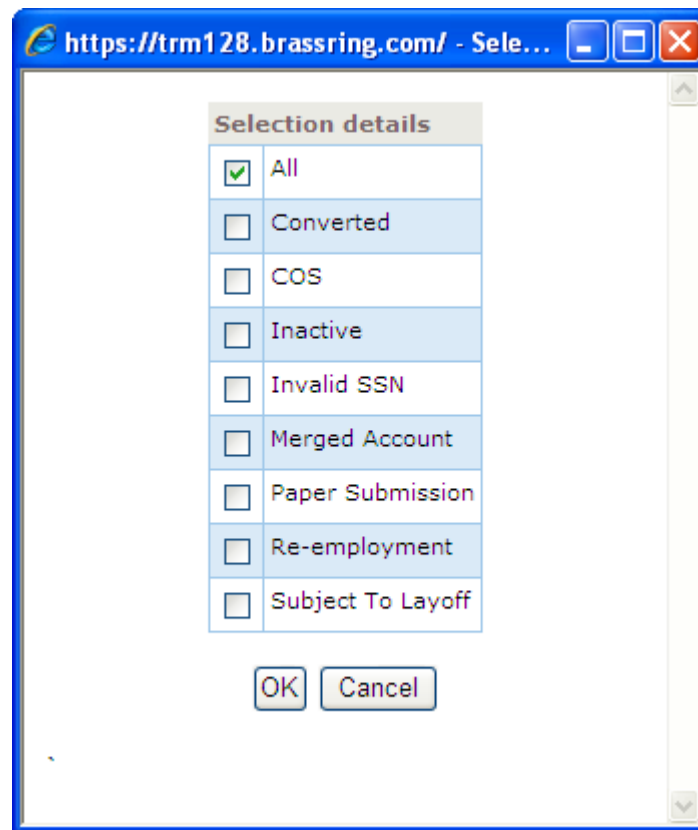 https://trm128.brassring.com/ - Sele...
Selection details
All
Converted
COS
Inactive
Invalid SSN
Merged Account
Paper Submission
Re-employment
Subject To Layoff
OK Cancel
`